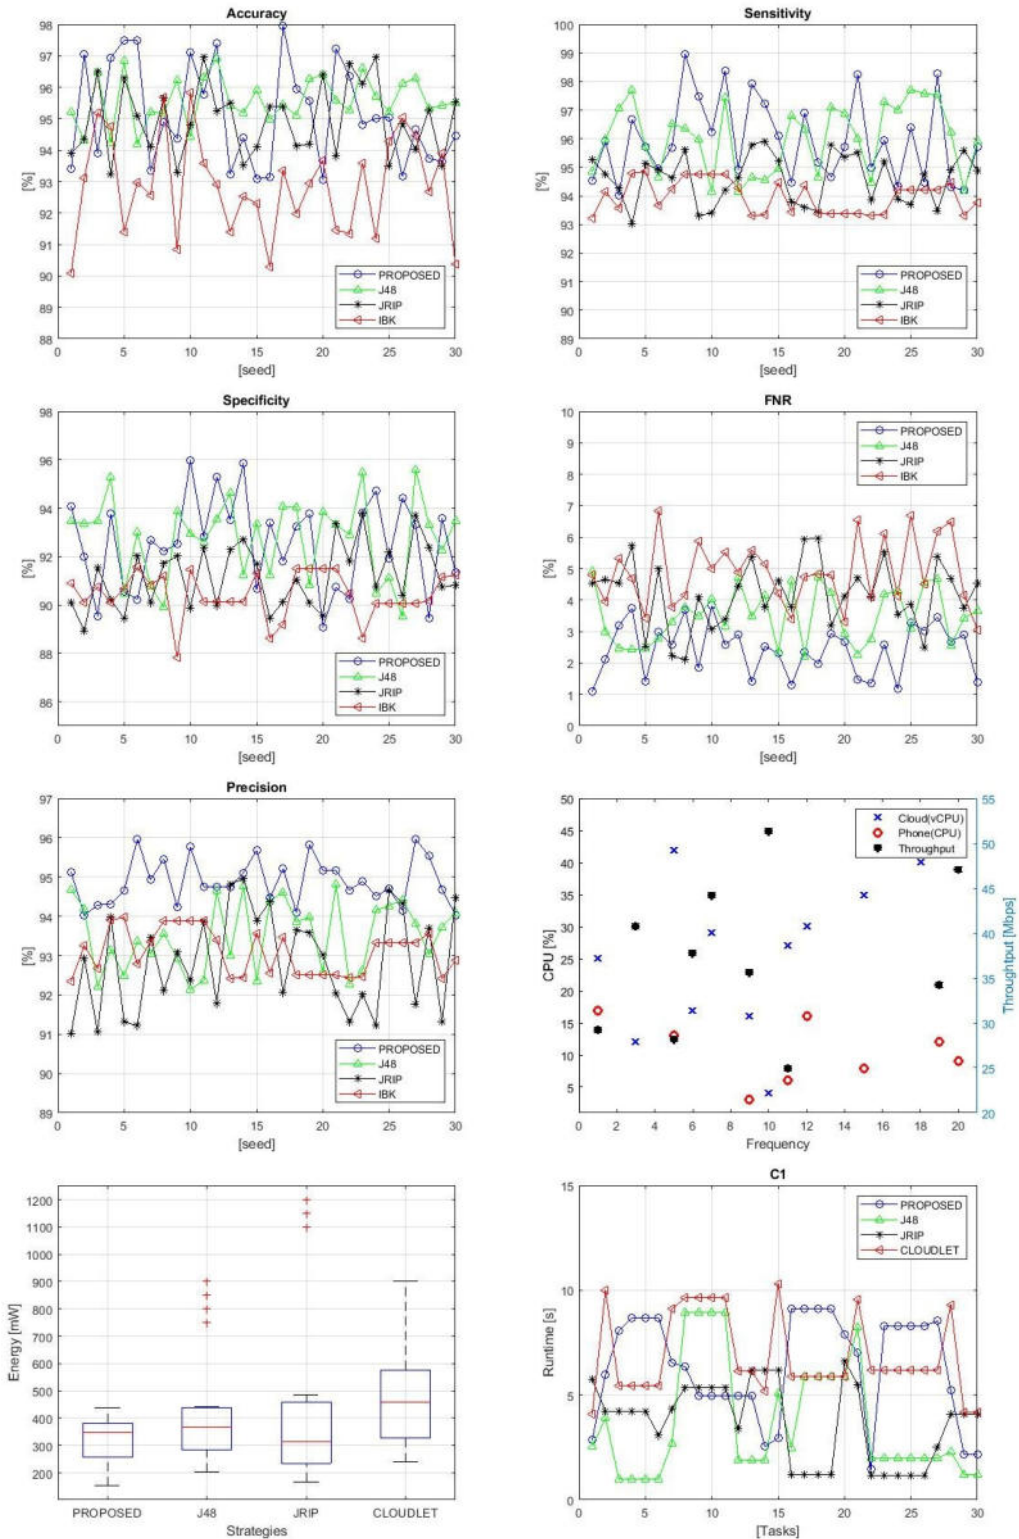 Accuracy
98
97
96
95
94
93
92
91
90
89
88
[%]
0 5 10 15 20 25 30
[seed]
PROPOSED
J48
JRIP
IBK
Sensitivity
100
99
98
97
96
95
94
93
92
91
90
89
[%]
0 5 10 15 20 25 30
[seed]
PROPOSED
J48
JRIP
IBK
Specificity
98
96
94
92
90
88
86
[%]
0 5 10 15 20 25 30
[seed]
PROPOSED
J48
JRIP
IBK
FNR
10
9
8
7
6
5
4
3
2
1
0
[%]
0 5 10 15 20 25 30
[seed]
PROPOSED
J48
JRIP
IBK
Precision
97
96
95
94
93
92
91
90
89
[%]
0 5 10 15 20 25 30
[seed]
PROPOSED
J48
JRIP
IBK
50
45
40
35
30
25
20
15
10
5
CPU [%]
0 2 4 6 8 10 12 14 16 18 20
Frequency
55
50
45
40
35
30
25
20
Throughtput [Mbps]
Cloud(vCPU)
Phone(CPU)
Throughput
1200
1100
1000
900
800
700
600
500
400
300
200
Energy [mW]
PROPOSED J48 JRIP CLOUDLET
Strategies
C1
15
10
5
0
Runtime [s]
0 5 10 15 20 25 30
[Tasks]
PROPOSED
J48
JRIP
CLOUDLET